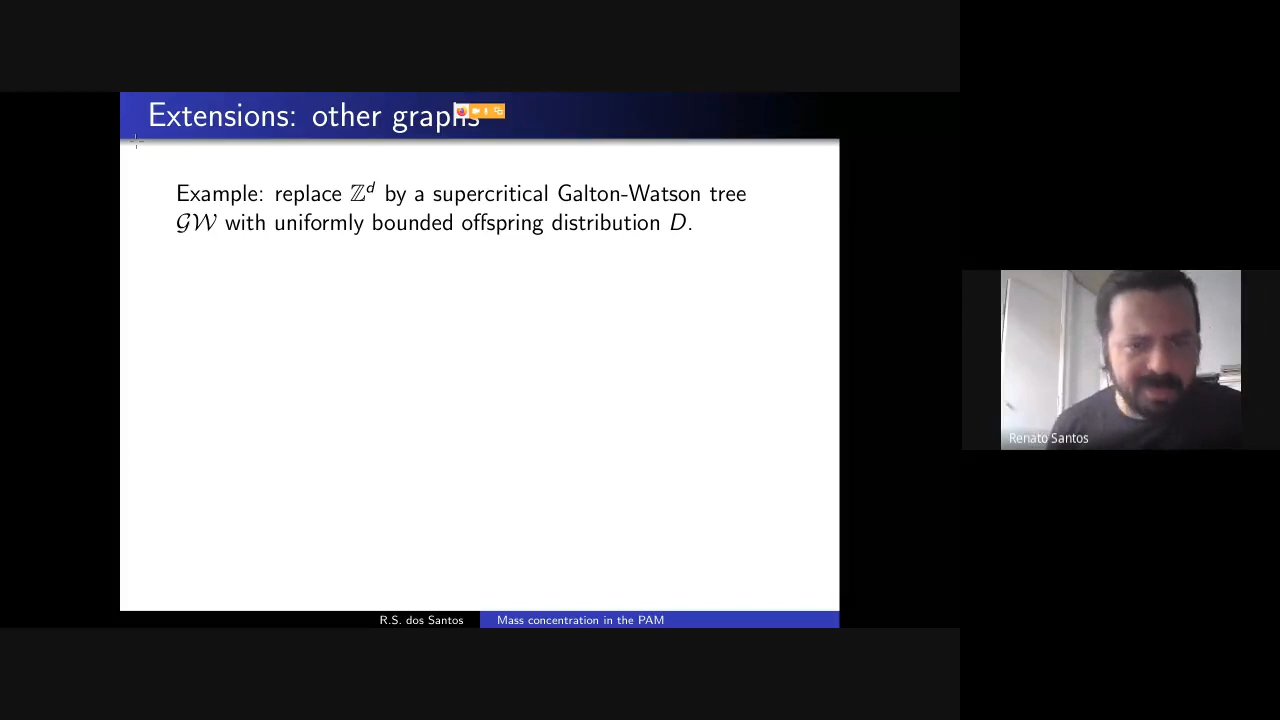 Extensions: other graphs
Example: replace ℤᵈ by a supercritical Galton-Watson tree
𝒢𝒲 with uniformly bounded offspring distribution D.
Renato Santos
R.S. dos Santos
Mass concentration in the PAM